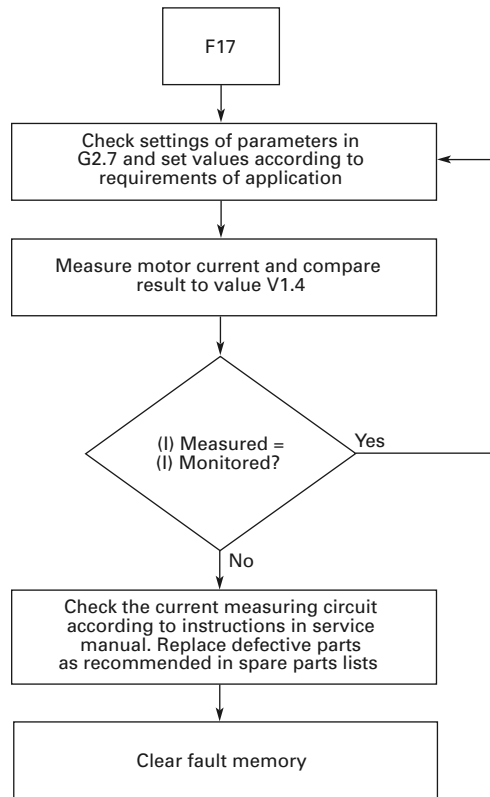 F17
Check settings of parameters in
G2.7 and set values according to
requirements of application
Measure motor current and compare
result to value V1.4
(I) Measured =
(I) Monitored?
Yes
No
Check the current measuring circuit
according to instructions in service
manual. Replace defective parts
as recommended in spare parts lists
Clear fault memory